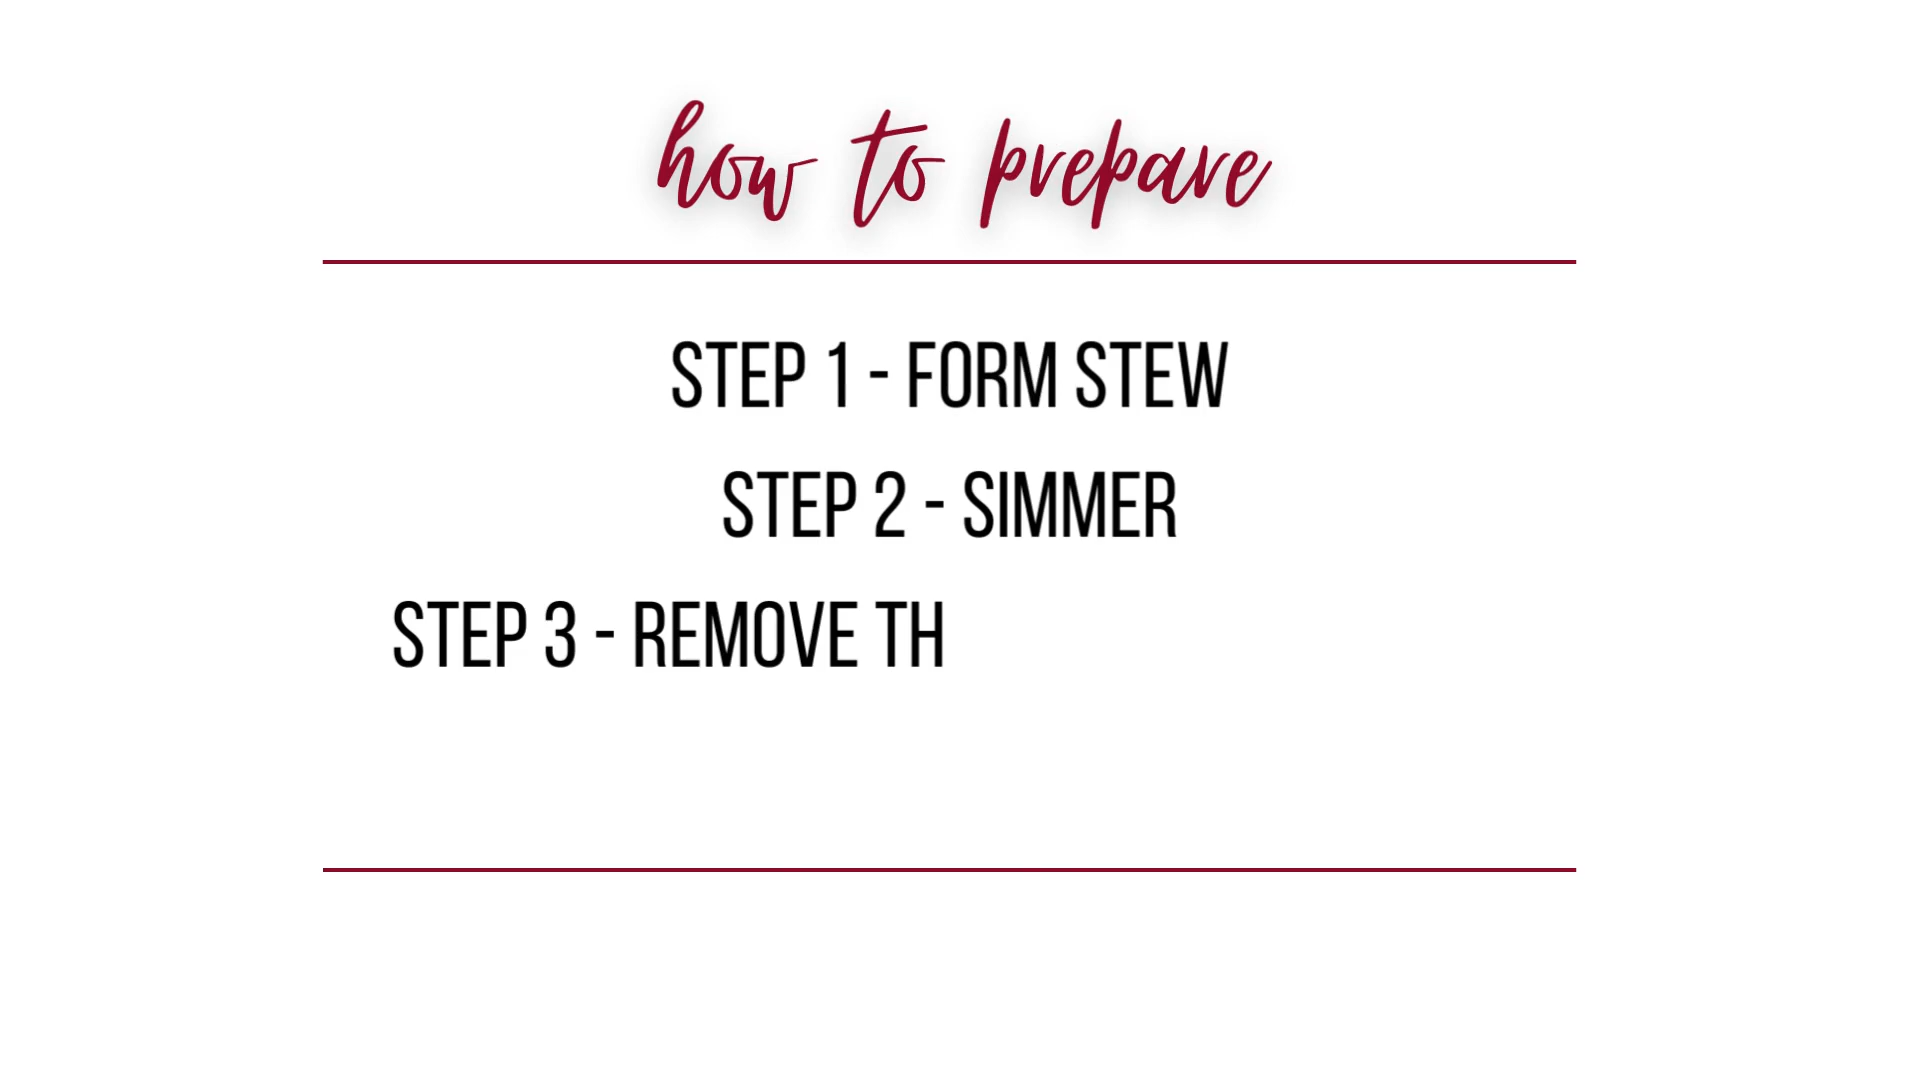 how to prepare
STEP 1 - FORM STEW
STEP 2 - SIMMER
STEP 3 - REMOVE TH